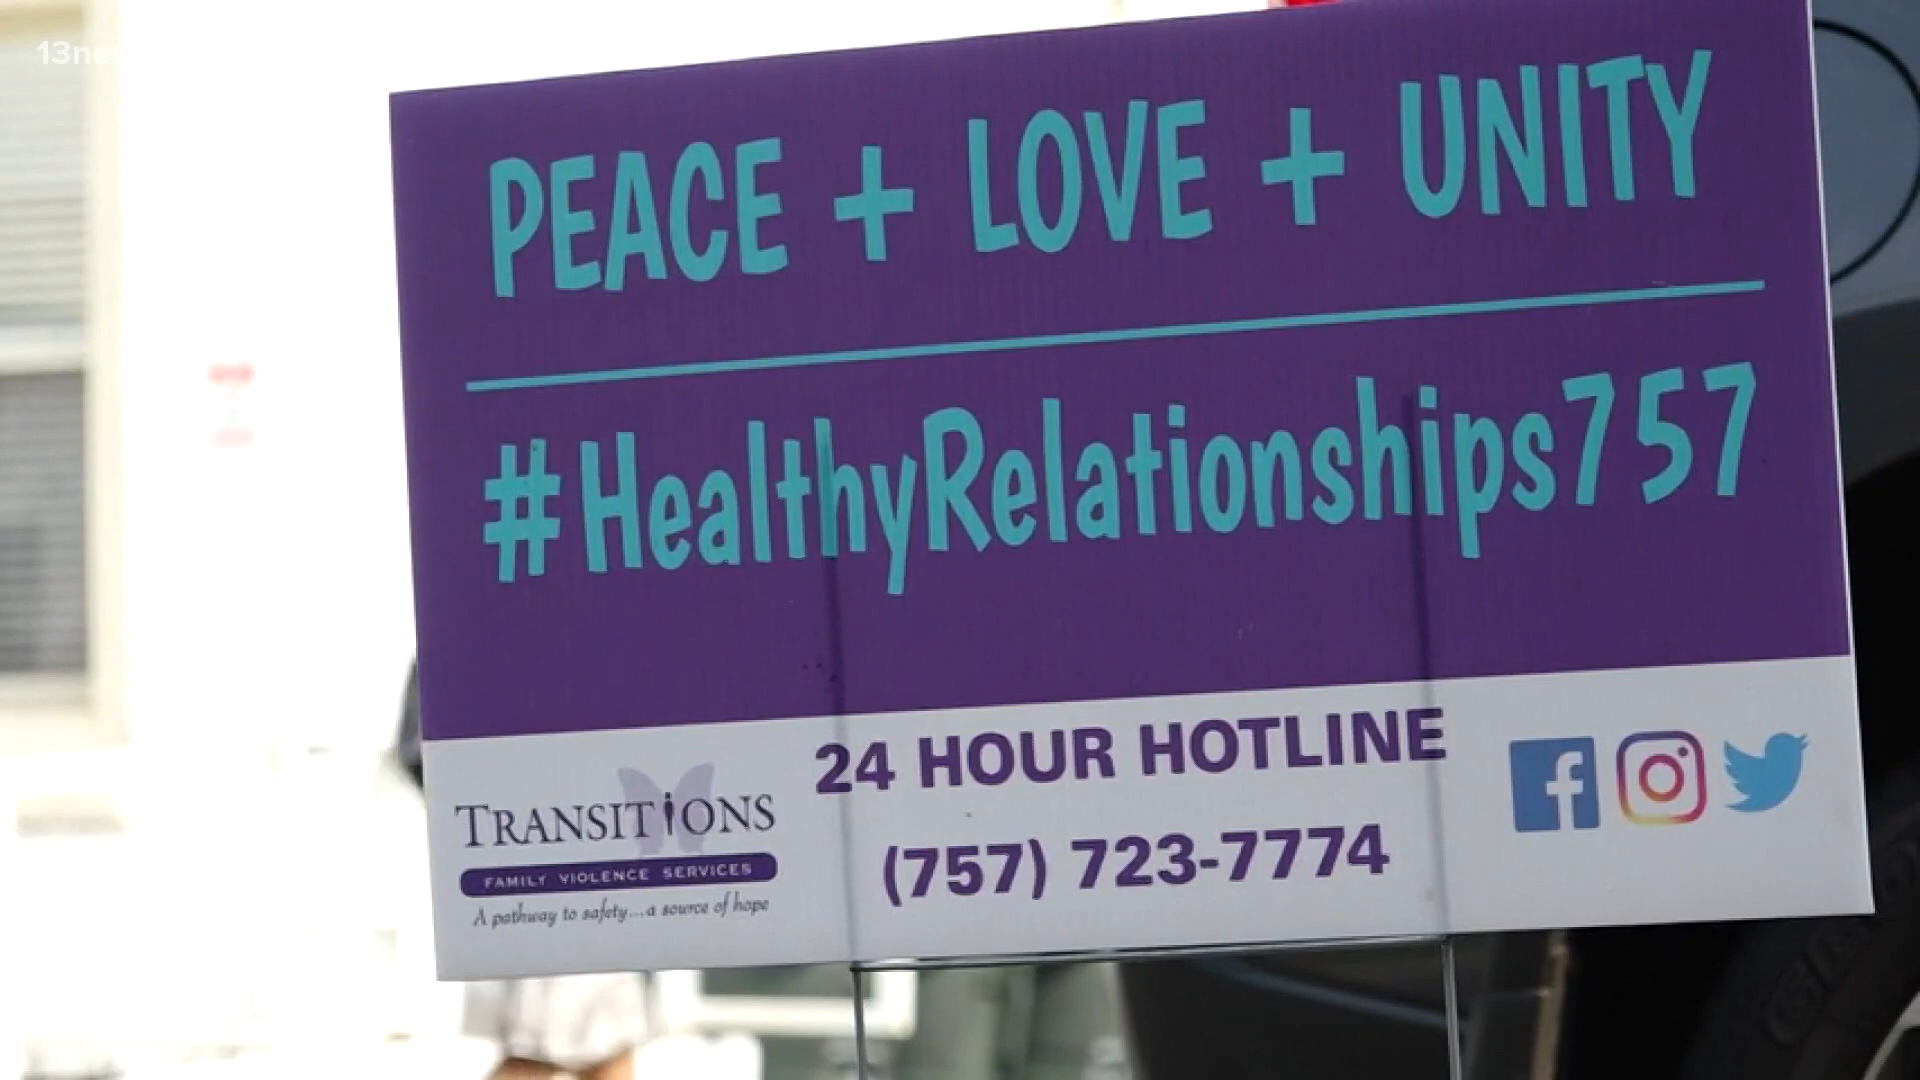 13ne
PEACE + LOVE + UNITY
#HealthyRelationships757
24 HOUR HOTLINE
(757) 723-7774
TRANSITIONS
FAMILY VIOLENCE SERVICES
A pathway to safety...a source of hope